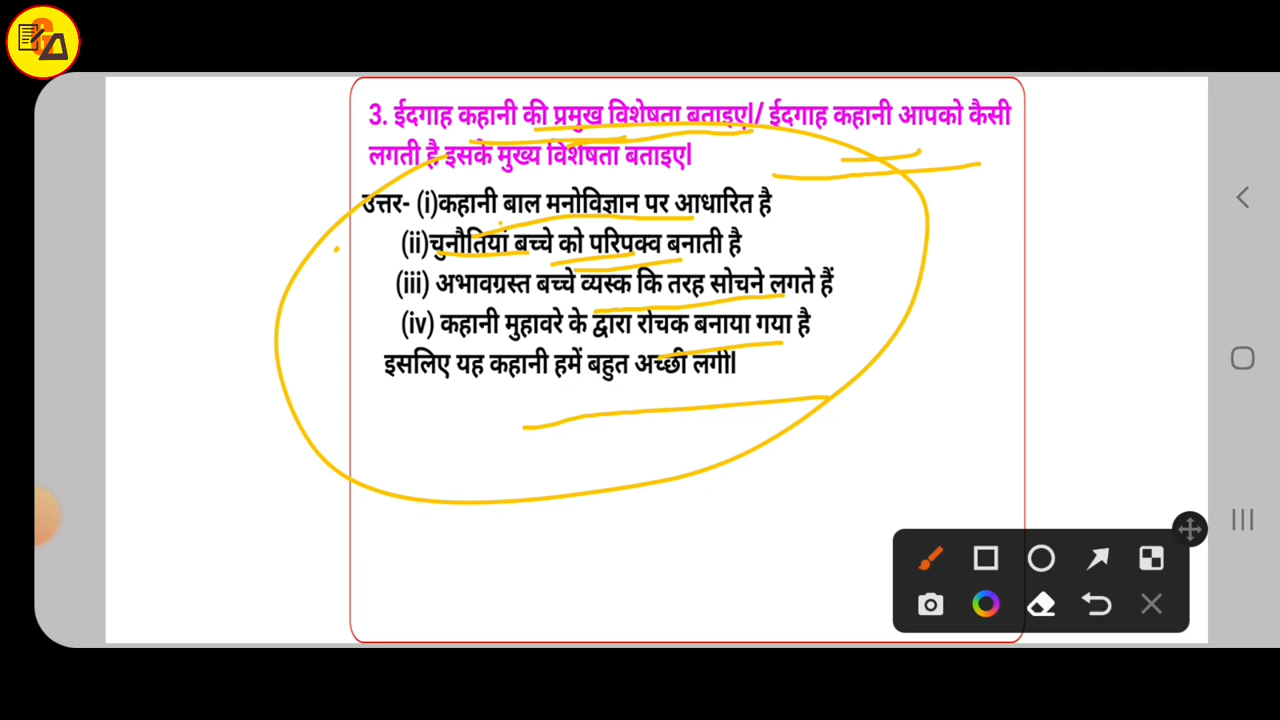 3. ईदगाह कहानी की प्रमुख विशेषता बताइए।/ ईदगाह कहानी आपको कैसी
लगती है इसके मुख्य विशेषता बताइए।
उत्तर- (i)कहानी बाल मनोविज्ञान पर आधारित है
(ii)चुनौतियां बच्चे को परिपक्व बनाती है
(iii) अभावग्रस्त बच्चे व्यस्क कि तरह सोचने लगते हैं
(iv) कहानी मुहावरे के द्वारा रोचक बनाया गया है
इसलिए यह कहानी हमें बहुत अच्छी लगी।